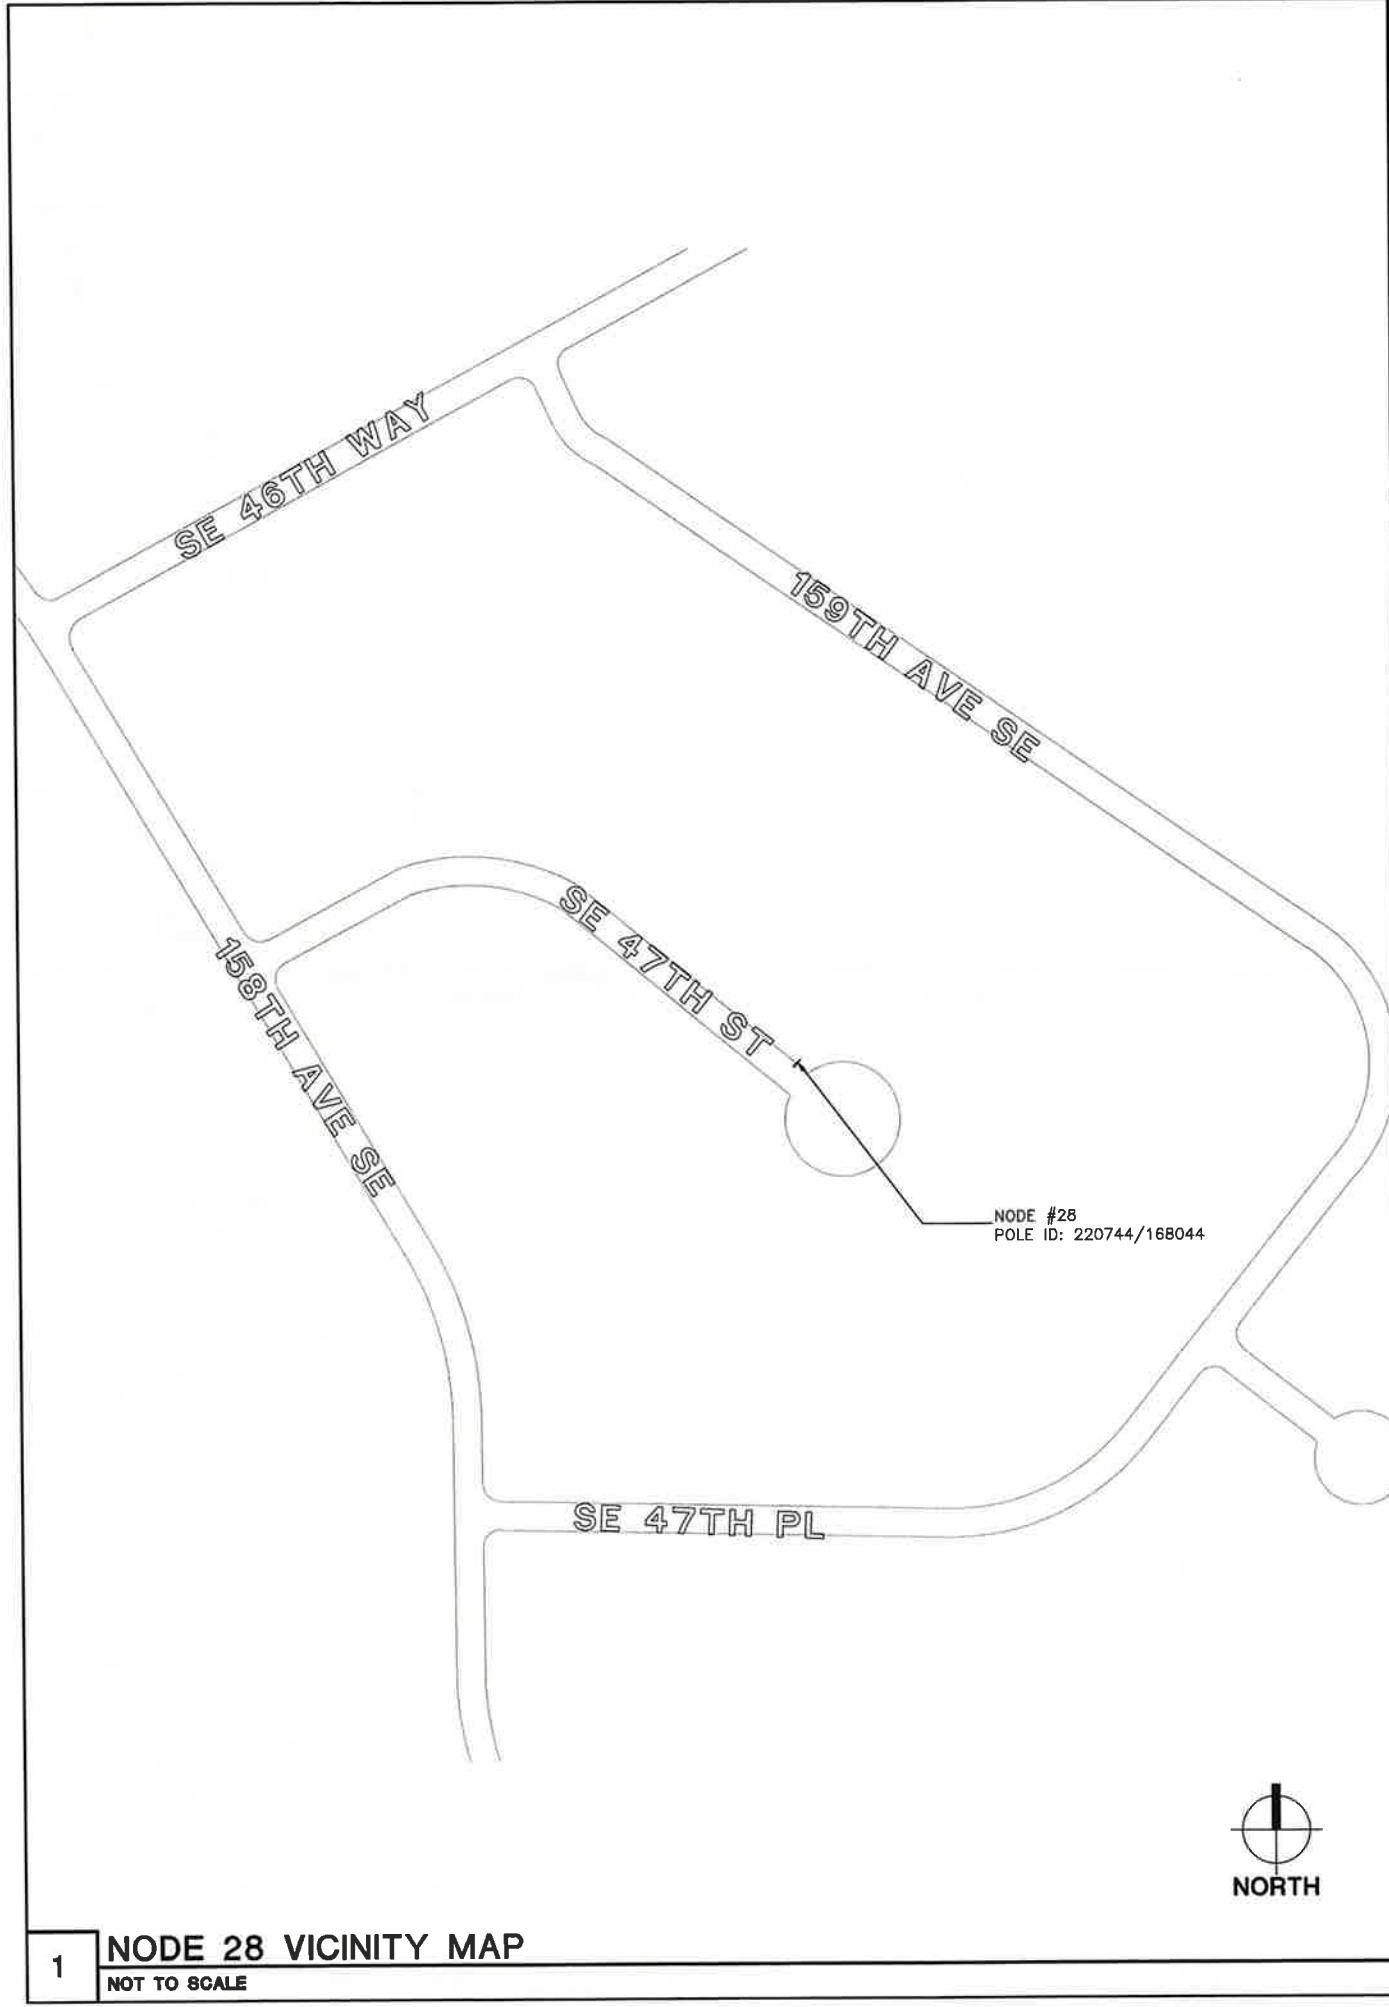 SE 46TH WAY
159TH AVE SE
SE 47TH ST
158TH AVE SE
NODE #28
POLE ID: 220744/168044
SE 47TH PL
NORTH
1
NODE 28 VICINITY MAP
NOT TO SCALE